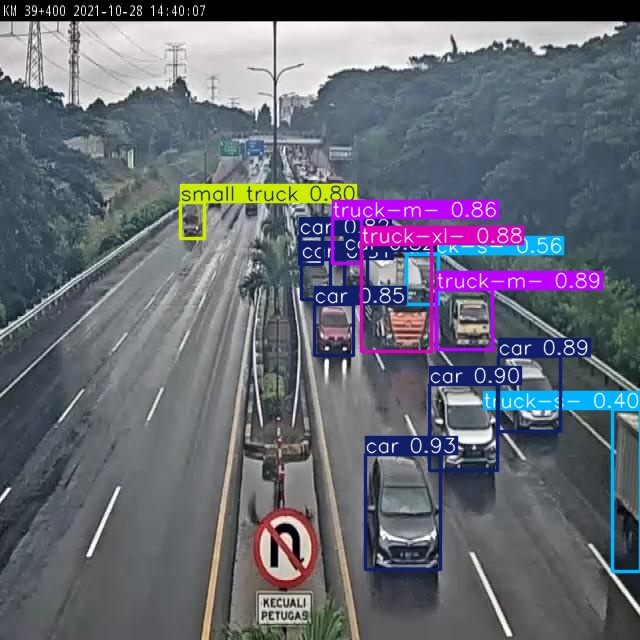 KM 39+400 2021-10-28 14:40:07
small truck 0.80
truck-m- 0.86
truck-xl- 0.88
0.56
truck-m- 0.89
car 0.85
car 0.89
car 0.90
truck-s- 0.40
car 0.93
KECUALI
PETUGAS